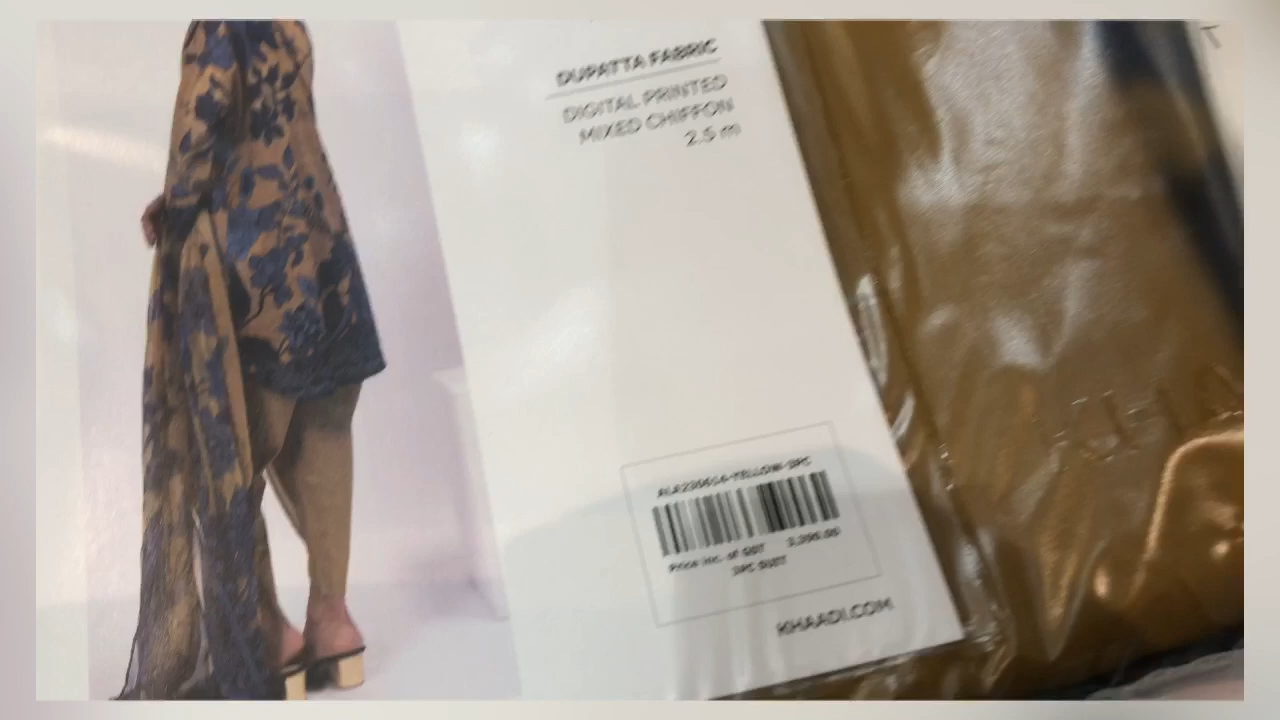 DUPATTA FABRIC
DIGITAL PRINTED
MIXED CHIFFON
2.5 m
Price inc. of GST
3PC SUIT
KHAADI.COM